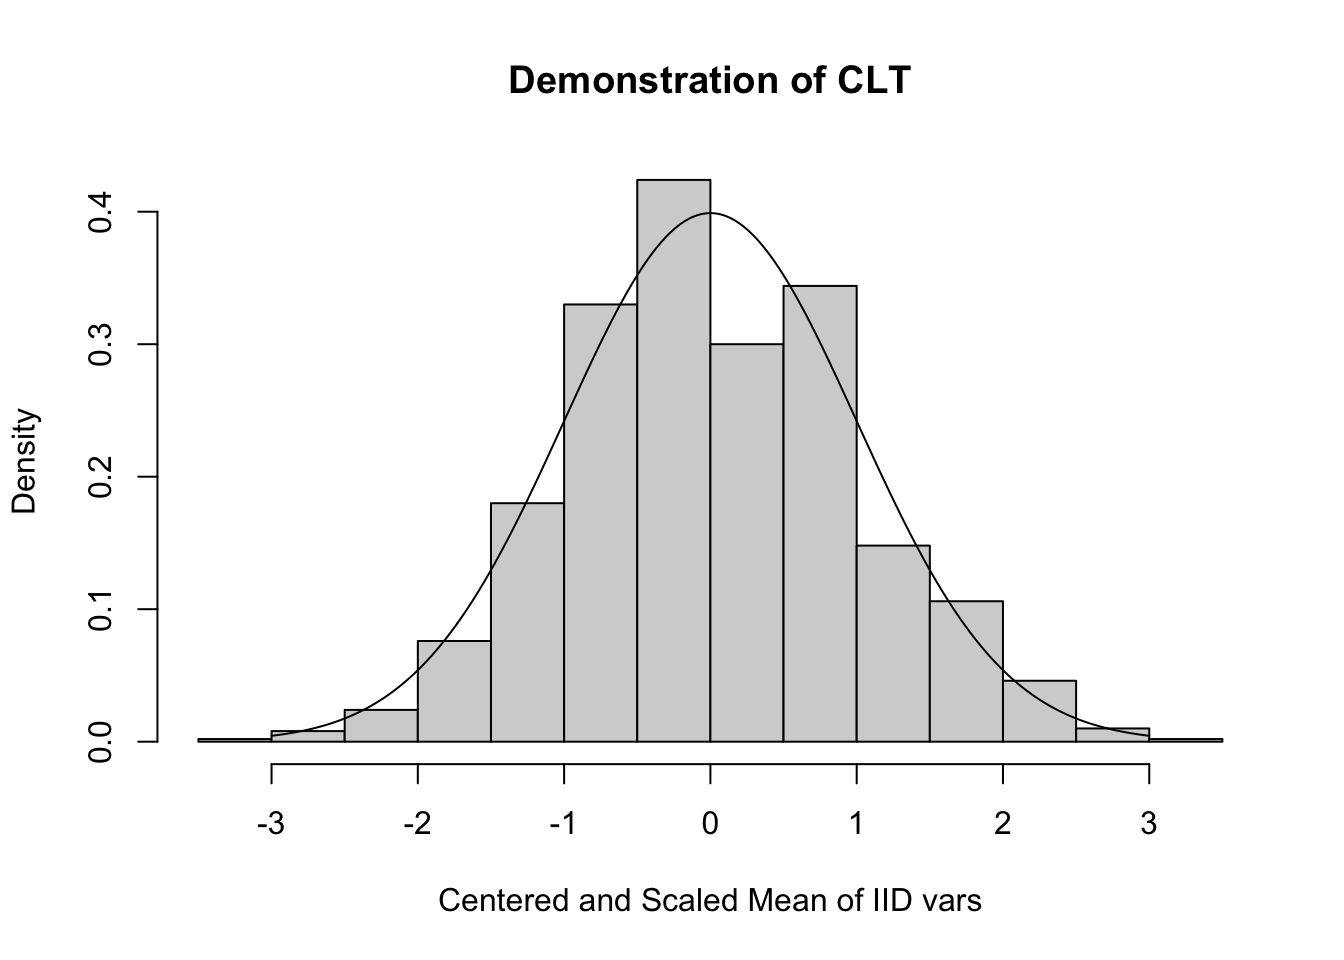 Demonstration of CLT
Density
0.4
0.3
0.2
0.1
0.0
-3 -2 -1 0 1 2 3
Centered and Scaled Mean of IID vars